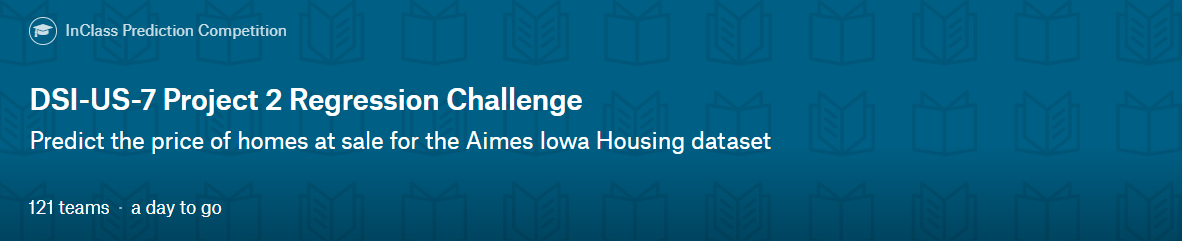 InClass Prediction Competition
DSI-US-7 Project 2 Regression Challenge
Predict the price of homes at sale for the Aimes Iowa Housing dataset
121 teams · a day to go